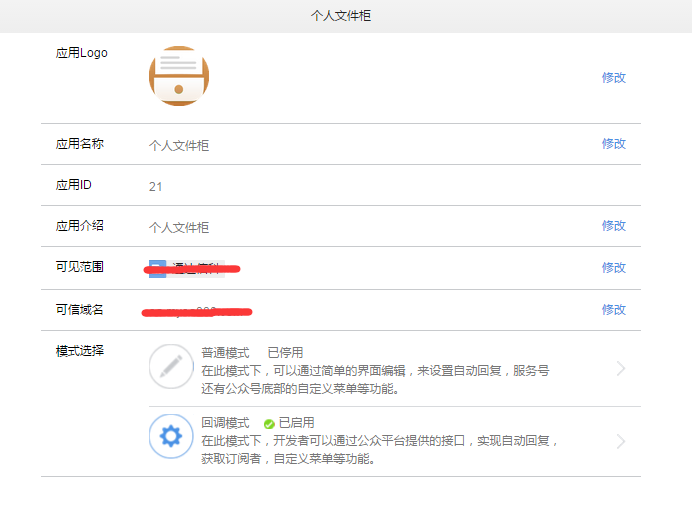 个人文件柜
应用Logo
修改
应用名称 个人文件柜 修改
应用ID 21
应用介绍 个人文件柜 修改
可见范围 修改
可信域名 修改
模式选择
普通模式 已停用
在此模式下，可以通过简单的界面编辑，来设置自动回复，服务号
还有公众号底部的自定义菜单等功能。
回调模式 已启用
在此模式下，开发者可以通过公众平台提供的接口，实现自动回复，
获取订阅者，自定义菜单等功能。